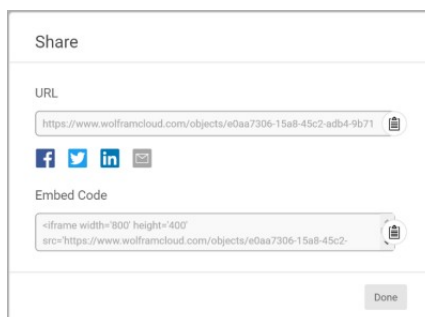 Share
URL
https://www.wolframcloud.com/objects/e0aa7306-15a8-45c2-adb4-9b71
Embed Code
<iframe width='800' height='400'
src='https://www.wolframcloud.com/objects/e0aa7306-15a8-45c2-
Done